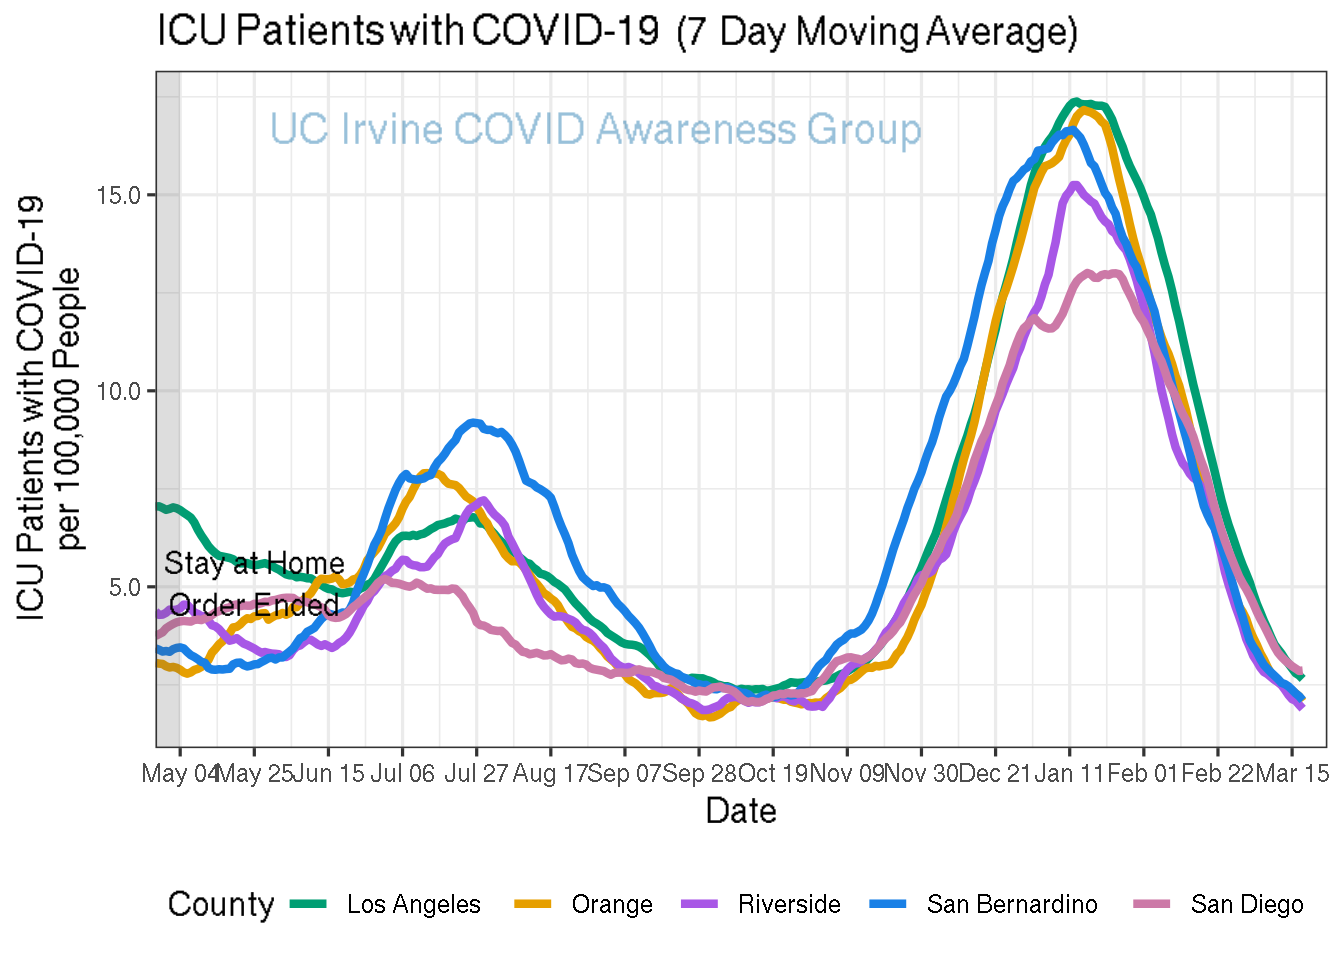 ICU Patients with COVID-19 (7 Day Moving Average)
UC Irvine COVID Awareness Group
ICU Patients with COVID-19
per 100,000 People
15.0
10.0
5.0
Stay at Home
Order Ended
May 04 May 25 Jun 15 Jul 06 Jul 27 Aug 17 Sep 07 Sep 28 Oct 19 Nov 09 Nov 30 Dec 21 Jan 11 Feb 01 Feb 22 Mar 15
Date
County Los Angeles Orange Riverside San Bernardino San Diego